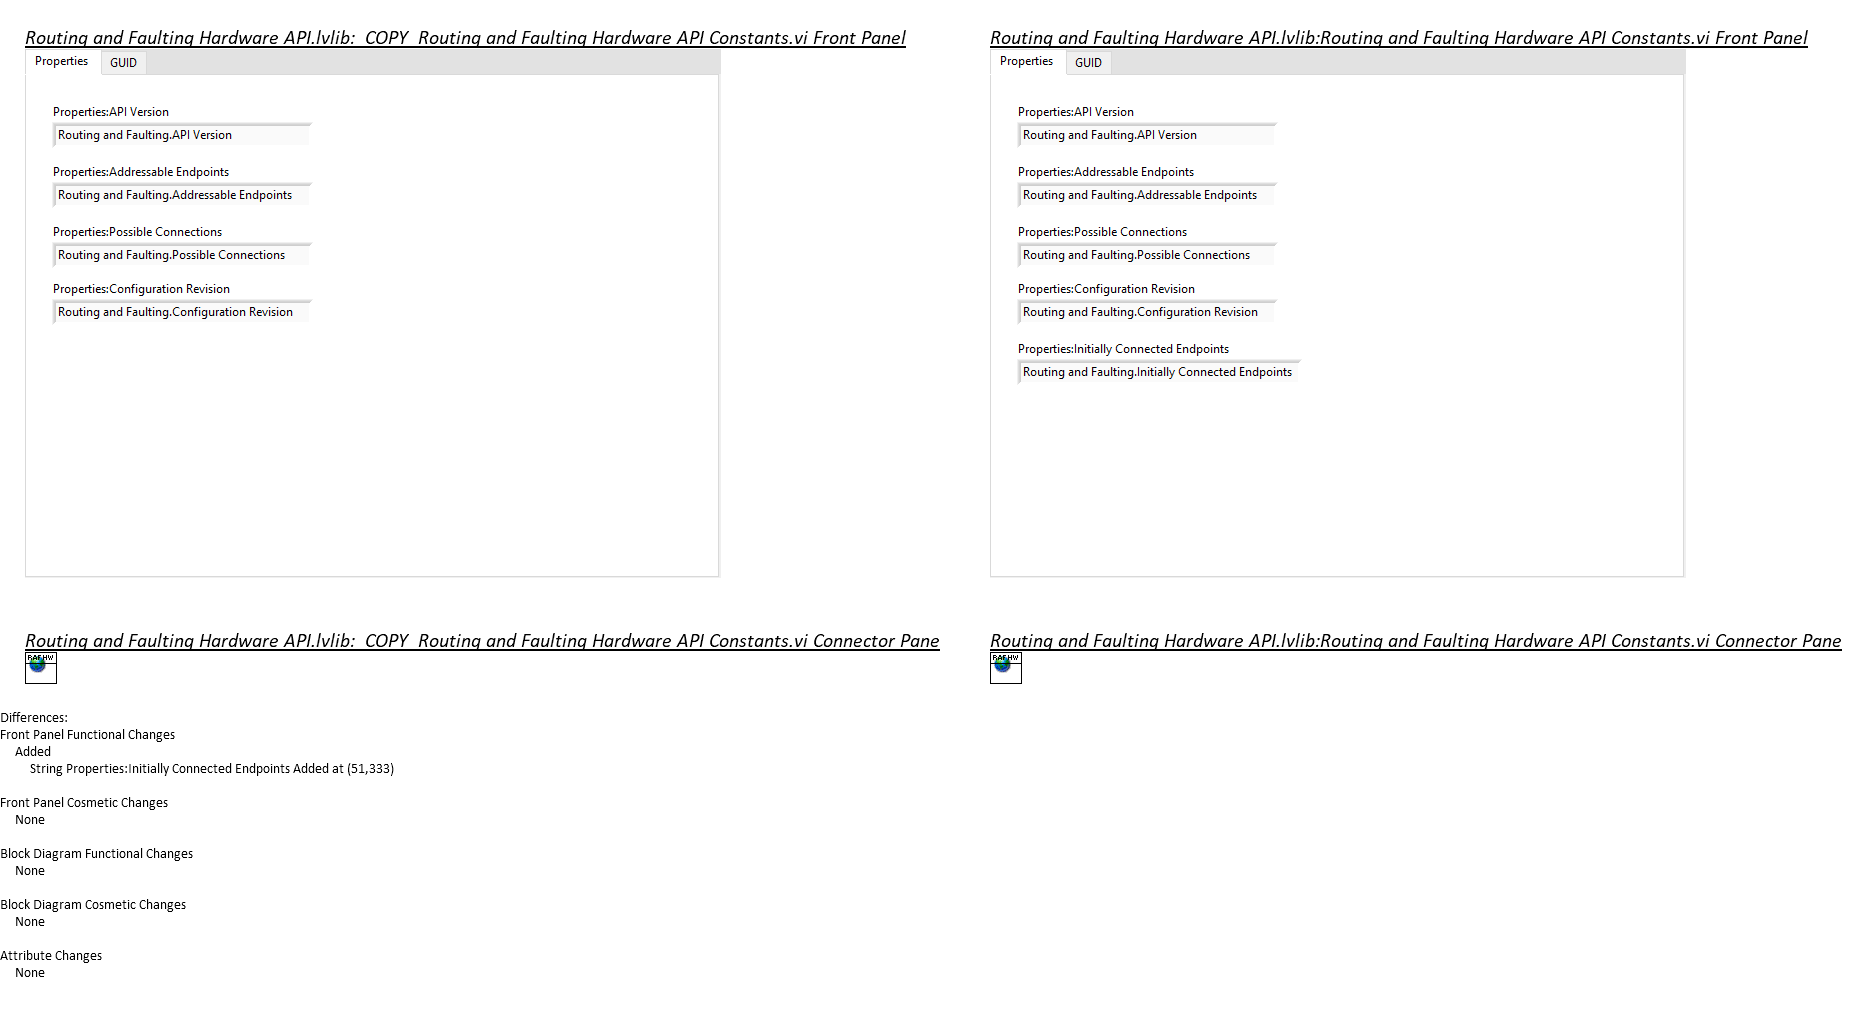 Routing and Faulting Hardware API.lvlib:_COPY_Routing and Faulting Hardware API Constants.vi Front Panel
Properties GUID
Properties:API Version
Routing and Faulting.API Version
Properties:Addressable Endpoints
Routing and Faulting.Addressable Endpoints
Properties:Possible Connections
Routing and Faulting.Possible Connections
Properties:Configuration Revision
Routing and Faulting.Configuration Revision
Routing and Faulting Hardware API.lvlib:Routing and Faulting Hardware API Constants.vi Front Panel
Properties GUID
Properties:API Version
Routing and Faulting.API Version
Properties:Addressable Endpoints
Routing and Faulting.Addressable Endpoints
Properties:Possible Connections
Routing and Faulting.Possible Connections
Properties:Configuration Revision
Routing and Faulting.Configuration Revision
Properties:Initially Connected Endpoints
Routing and Faulting.Initially Connected Endpoints
Routing and Faulting Hardware API.lvlib:_COPY_Routing and Faulting Hardware API Constants.vi Connector Pane
RAFHW
Routing and Faulting Hardware API.lvlib:Routing and Faulting Hardware API Constants.vi Connector Pane
RAFHW
Differences:
Front Panel Functional Changes
Added
String Properties:Initially Connected Endpoints Added at (51,333)
Front Panel Cosmetic Changes
None
Block Diagram Functional Changes
None
Block Diagram Cosmetic Changes
None
Attribute Changes
None